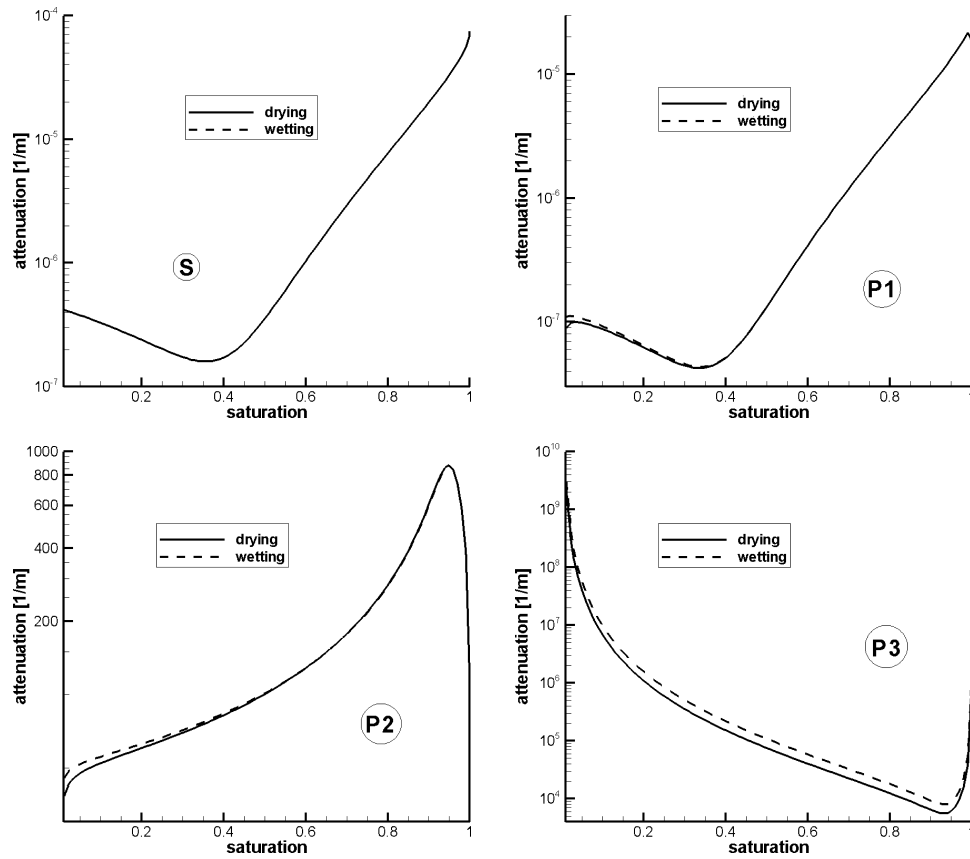 10-4
10-5
10-6
10-7
attenuation [1/m]
drying
wetting
S
0.2 0.4 0.6 0.8 1
saturation
10-5
10-6
10-7
attenuation [1/m]
drying
wetting
P1
0.2 0.4 0.6 0.8 1
saturation
1000
800
600
400
200
attenuation [1/m]
drying
wetting
P2
0.2 0.4 0.6 0.8 1
saturation
1010
109
108
107
106
105
104
attenuation [1/m]
drying
wetting
P3
0.2 0.4 0.6 0.8 1
saturation